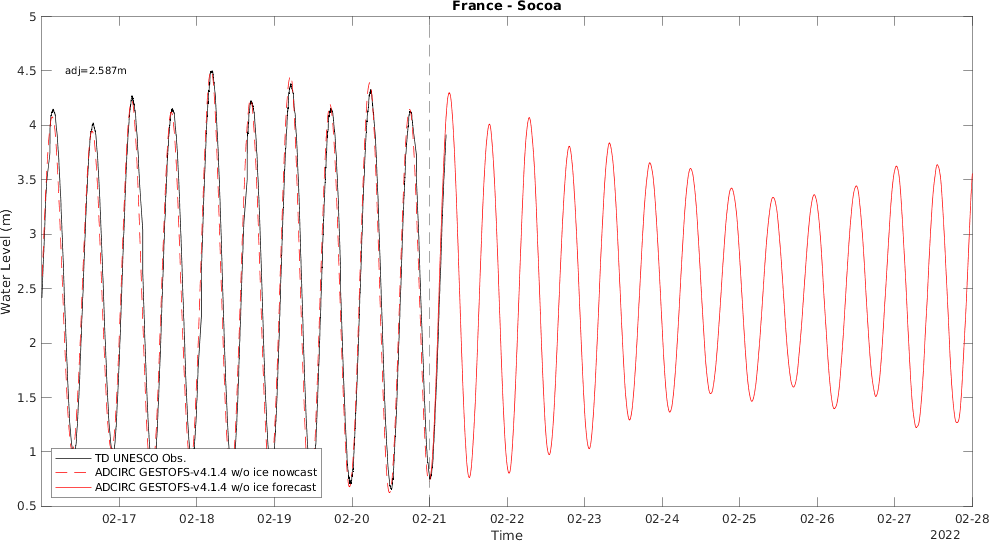 France - Socoa
adj=2.587m
Water Level (m)
5
4.5
4
3.5
3
2.5
2
1.5
1
0.5
TD UNESCO Obs.
ADCIRC GESTOFS-v4.1.4 w/o ice nowcast
ADCIRC GESTOFS-v4.1.4 w/o ice forecast
02-17 02-18 02-19 02-20 02-21 02-22 02-23 02-24 02-25 02-26 02-27 02-28
Time
2022